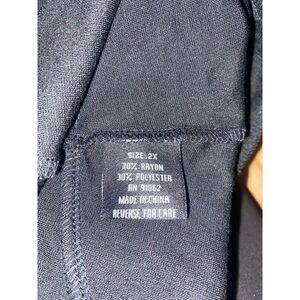 SIZE: 2X
70% RAYON
30% POLYESTER
RN 91062
MADE IN CHINA
REVERSE FOR CARE